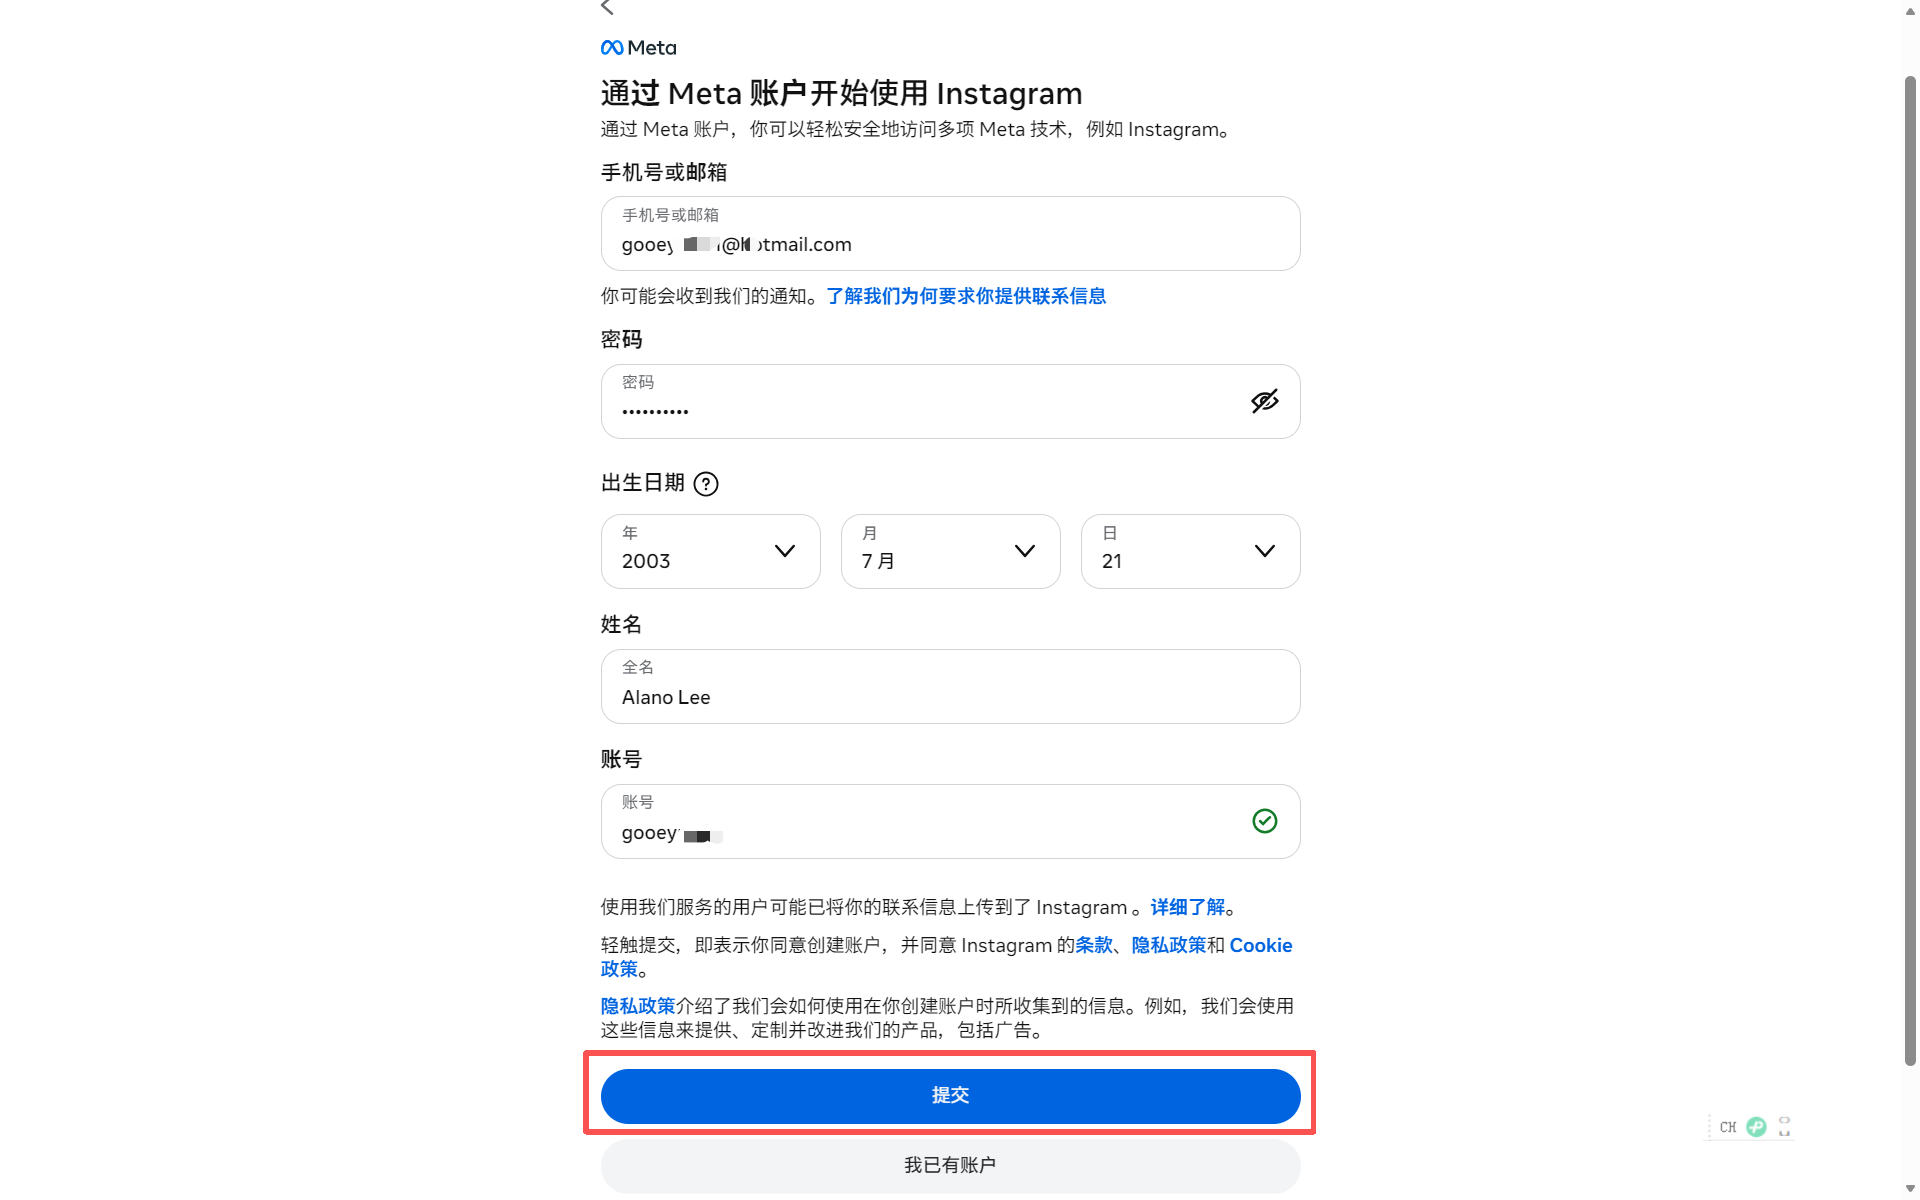 Meta
通过 Meta 账户开始使用 Instagram
通过 Meta 账户，你可以轻松安全地访问多项 Meta 技术，例如 Instagram。
手机号或邮箱
手机号或邮箱
gooey @hotmail.com
你可能会收到我们的通知。了解我们为何要求你提供联系信息
密码
密码
••••••••••
出生日期 ?
年
2003
月
7 月
日
21
姓名
全名
Alano Lee
账号
账号
gooey
使用我们服务的用户可能已将你的联系信息上传到了 Instagram 。详细了解。
轻触提交，即表示你同意创建账户，并同意 Instagram 的条款、隐私政策和 Cookie
政策。
隐私政策介绍了我们会如何使用在你创建账户时所收集到的信息。例如，我们会使用
这些信息来提供、定制并改进我们的产品，包括广告。
提交
CH
我已有账户